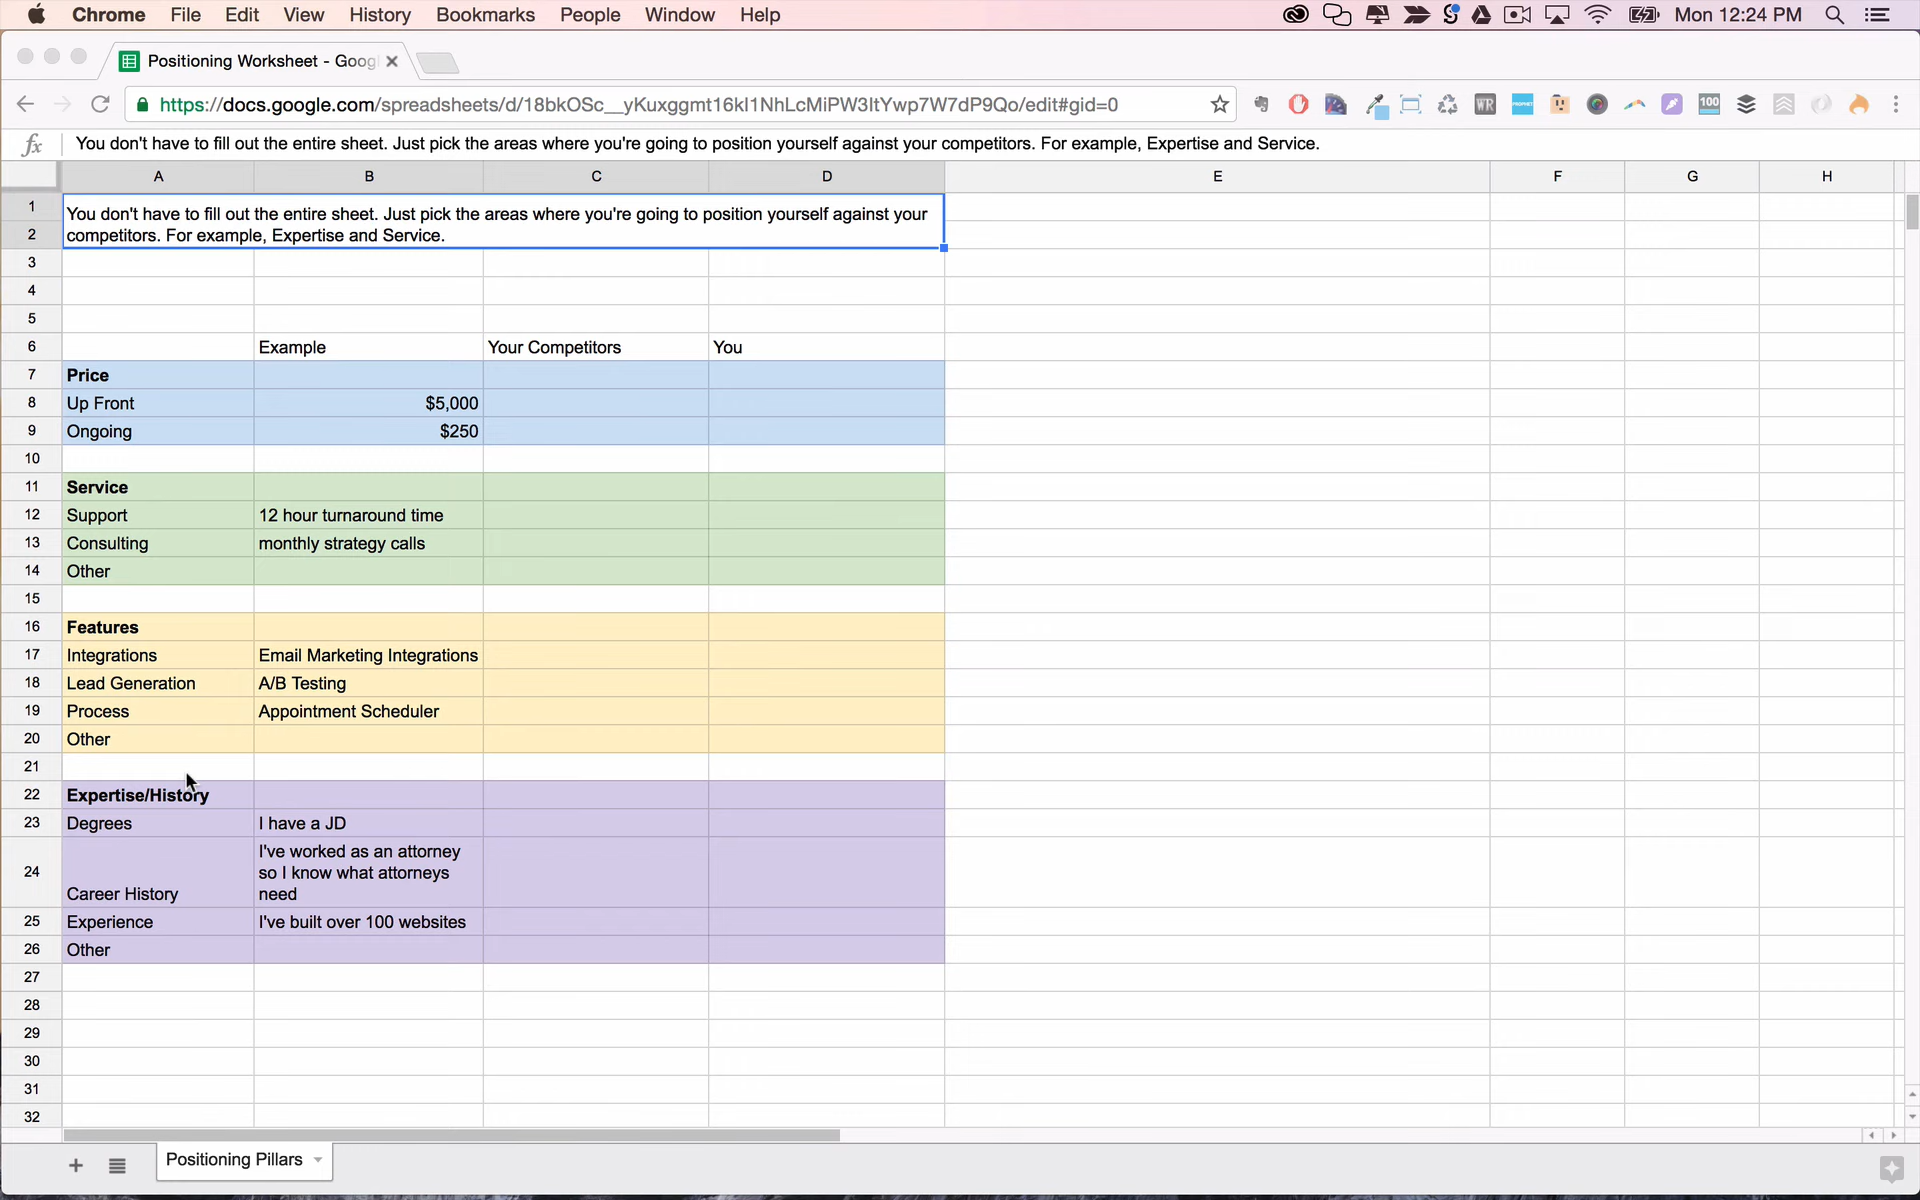 Chrome File Edit View History Bookmarks People Window Help Mon 12:24 PM
Positioning Worksheet - Goog
https://docs.google.com/spreadsheets/d/18bkOSc__yKuxggmt16kl1NhLcMiPW3ltYwp7W7dP9Qo/edit#gid=0 WR 100
fx You don't have to fill out the entire sheet. Just pick the areas where you're going to position yourself against your competitors. For example, Expertise and Service.
A B C D E F G H
1 You don't have to fill out the entire sheet. Just pick the areas where you're going to position yourself against your
2 competitors. For example, Expertise and Service.
3
4
5
6 Example Your Competitors You
7 Price
8 Up Front $5,000
9 Ongoing $250
10
11 Service
12 Support 12 hour turnaround time
13 Consulting monthly strategy calls
14 Other
15
16 Features
17 Integrations Email Marketing Integrations
18 Lead Generation A/B Testing
19 Process Appointment Scheduler
20 Other
21
22 Expertise/History
23 Degrees I have a JD
I've worked as an attorney
24 so I know what attorneys
Career History need
25 Experience I've built over 100 websites
26 Other
27
28
29
30
31
32
Positioning Pillars